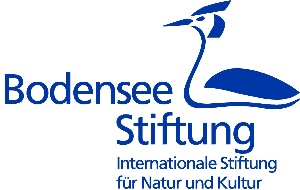 Bodensee
Stiftung
Internationale Stiftung
für Natur und Kultur